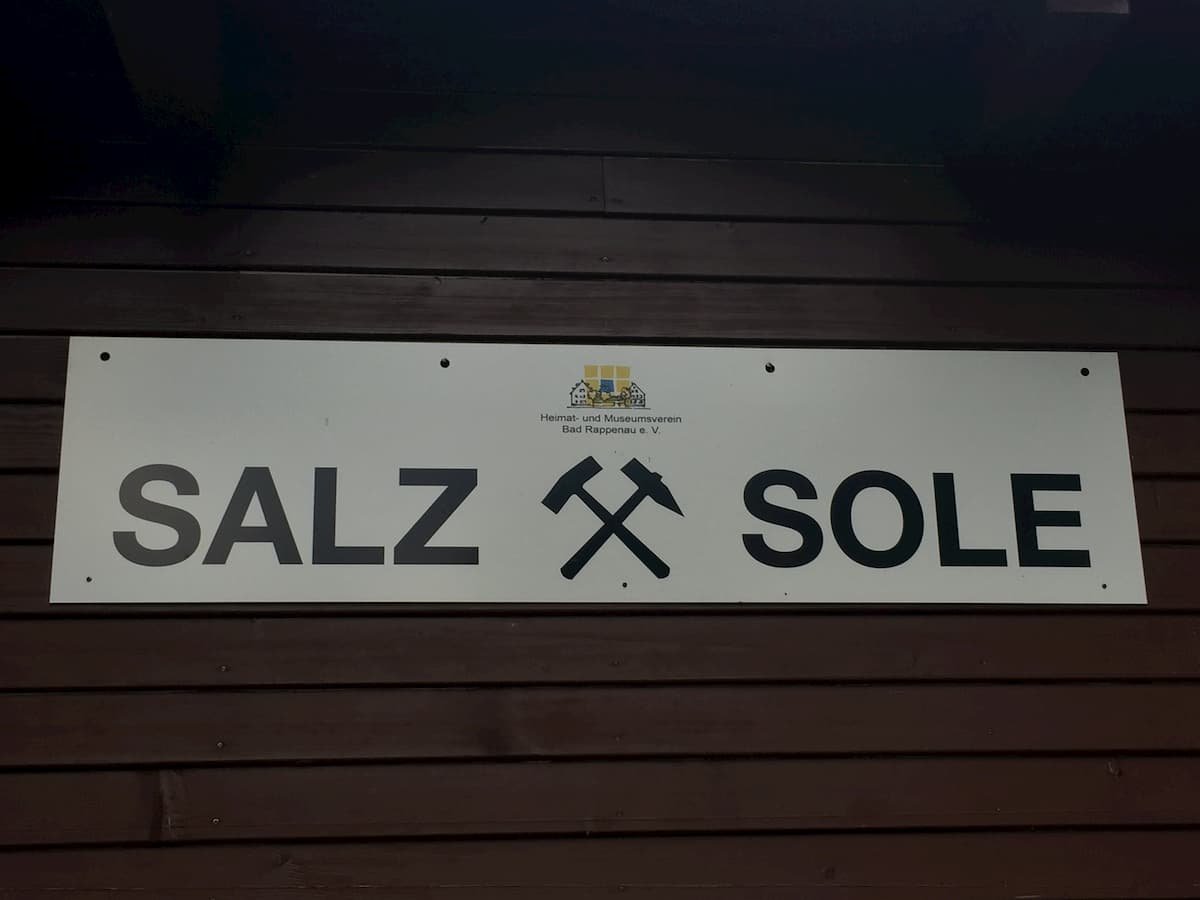 Heimat- und Museumsverein
Bad Rappenau e. V.
SALZ SOLE